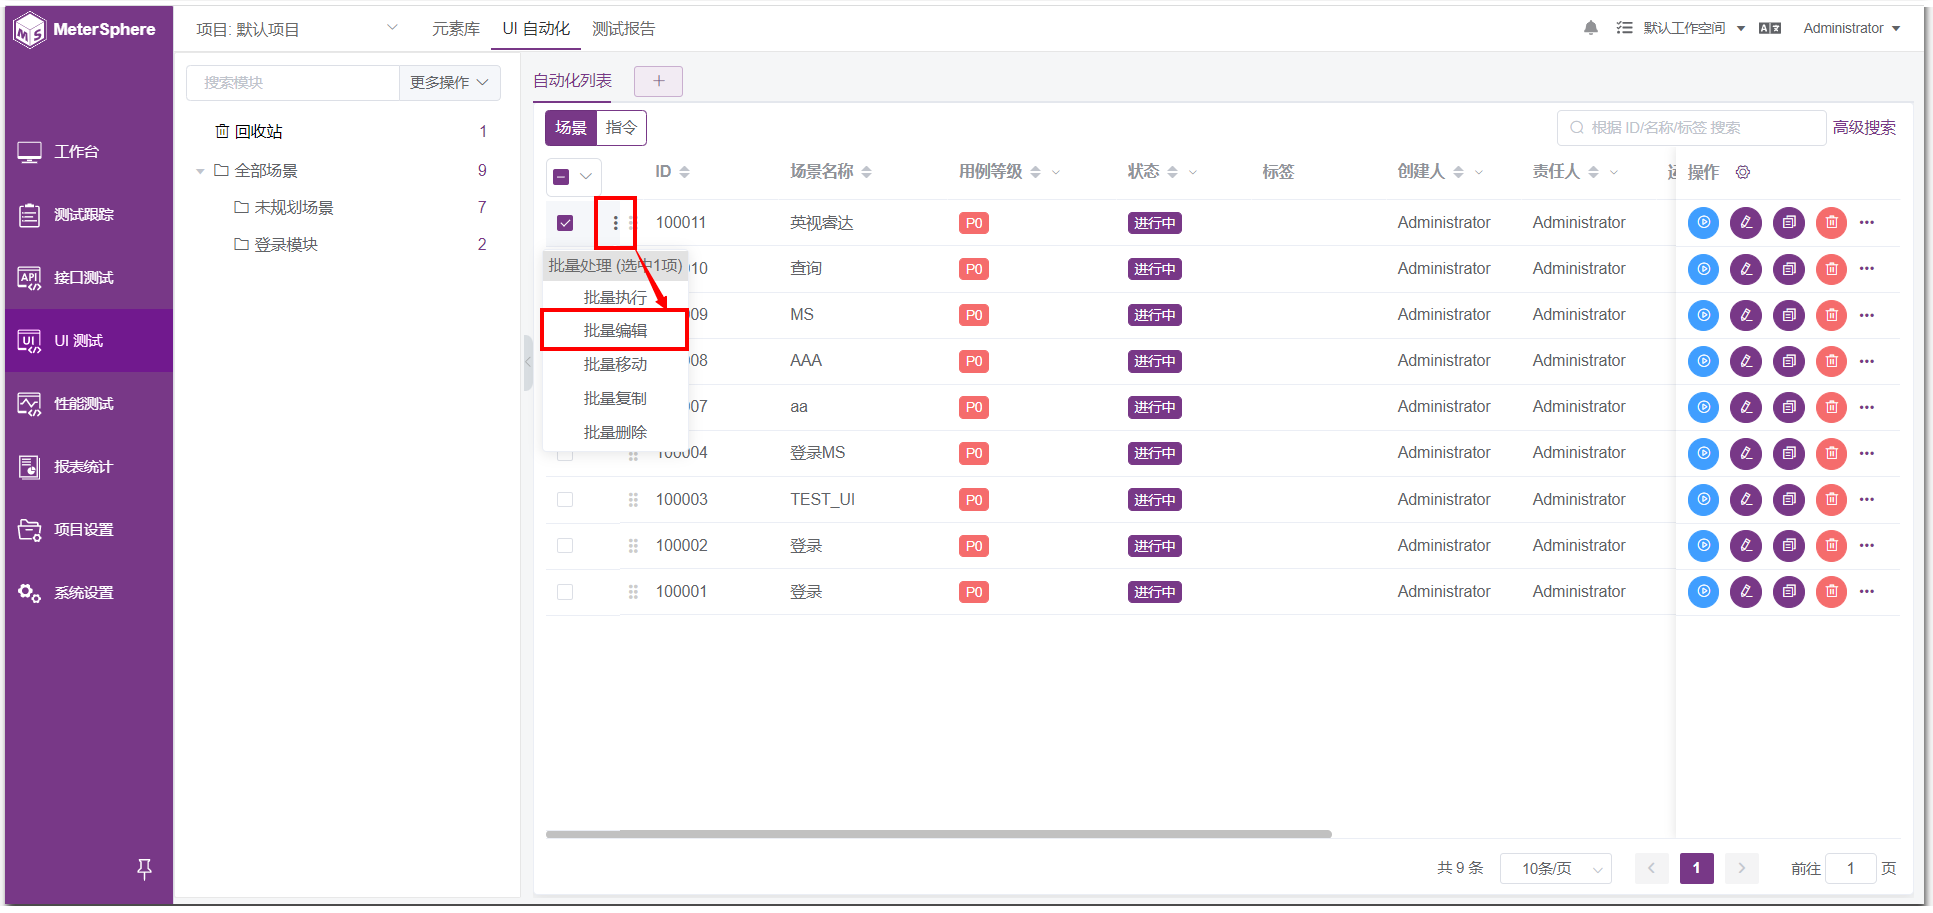 MeterSphere
项目: 默认项目
元素库
UI 自动化
测试报告
默认工作空间
Administrator
工作台
测试跟踪
接口测试
UI 测试
性能测试
报表统计
项目设置
系统设置
搜索模块
更多操作
回收站 1
全部场景 9
未规划场景 7
登录模块 2
自动化列表
+
场景 指令
根据 ID/名称/标签 搜索
高级搜索
ID 场景名称 用例等级 状态 标签 创建人 责任人 操作
100011 英视睿达 P0 进行中 Administrator Administrator
10 查询 P0 进行中 Administrator Administrator
09 MS P0 进行中 Administrator Administrator
08 AAA P0 进行中 Administrator Administrator
07 aa P0 进行中 Administrator Administrator
100004 登录MS P0 进行中 Administrator Administrator
100003 TEST_UI P0 进行中 Administrator Administrator
100002 登录 P0 进行中 Administrator Administrator
100001 登录 P0 进行中 Administrator Administrator
批量处理 (选中1项)
批量执行
批量编辑
批量移动
批量复制
批量删除
共 9 条 10条/页 1 前往 1 页